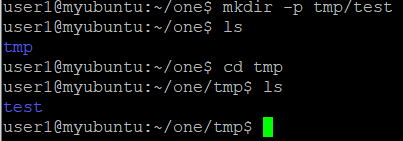 user1@myubuntu:~/one$ mkdir -p tmp/test
user1@myubuntu:~/one$ ls
tmp
user1@myubuntu:~/one$ cd tmp
user1@myubuntu:~/one/tmp$ ls
test
user1@myubuntu:~/one/tmp$